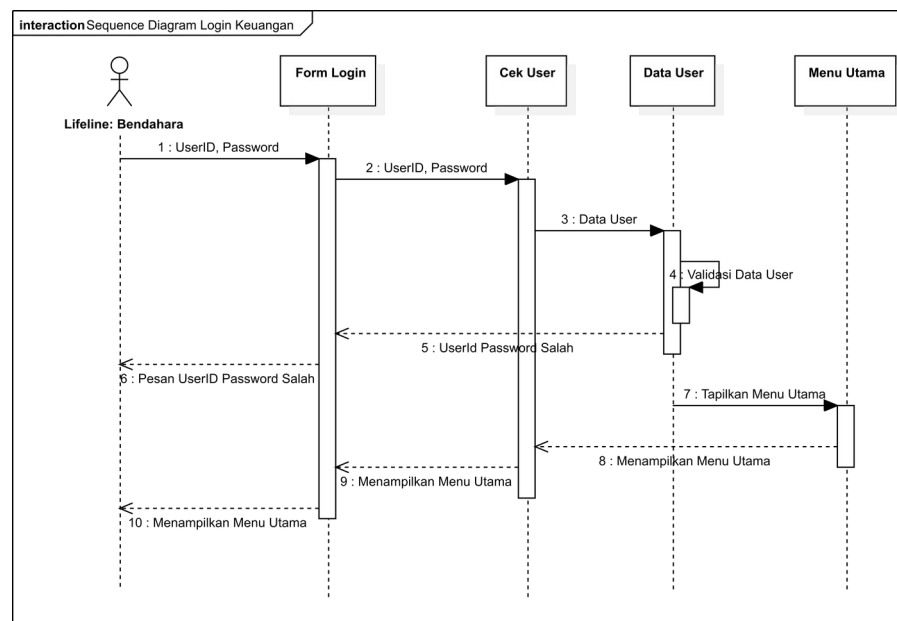 interaction Sequence Diagram Login Keuangan
Form Login
Cek User
Data User
Menu Utama
Lifeline: Bendahara
1 : UserID, Password
2 : UserID, Password
3 : Data User
4 : Validasi Data User
5 : UserId Password Salah
6 : Pesan UserID Password Salah
7 : Tapilkan Menu Utama
8 : Menampilkan Menu Utama
9 : Menampilkan Menu Utama
10 : Menampilkan Menu Utama